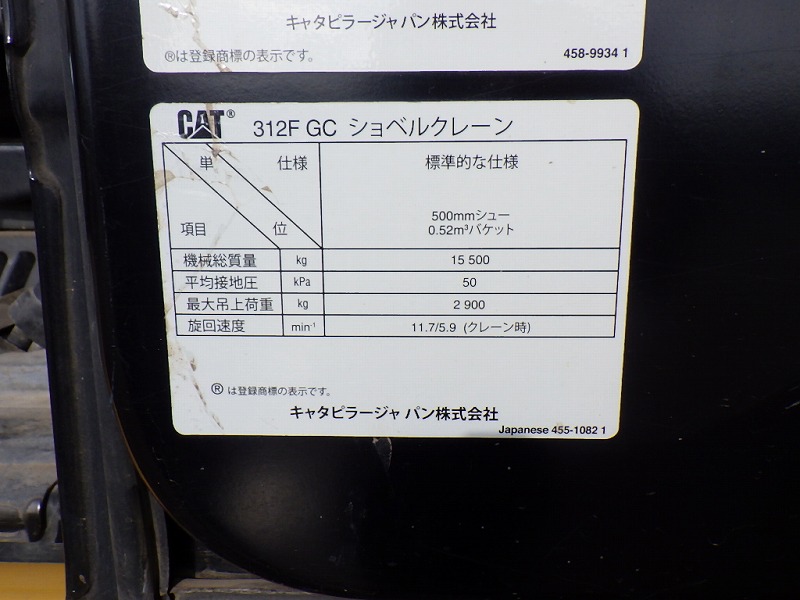 キャタピラージャパン株式会社
®は登録商標の表示です。
458-9934 1
CAT® 312F GC ショベルクレーン
単 仕様 標準的な仕様
500mmシュー
項目 位 0.52m³バケット
機械総質量 kg 15 500
平均接地圧 kPa 50
最大吊上荷重 kg 2 900
旋回速度 min-¹ 11.7/5.9 (クレーン時)
® は登録商標の表示です。
キャタピラージャパン株式会社
Japanese 455-1082 1